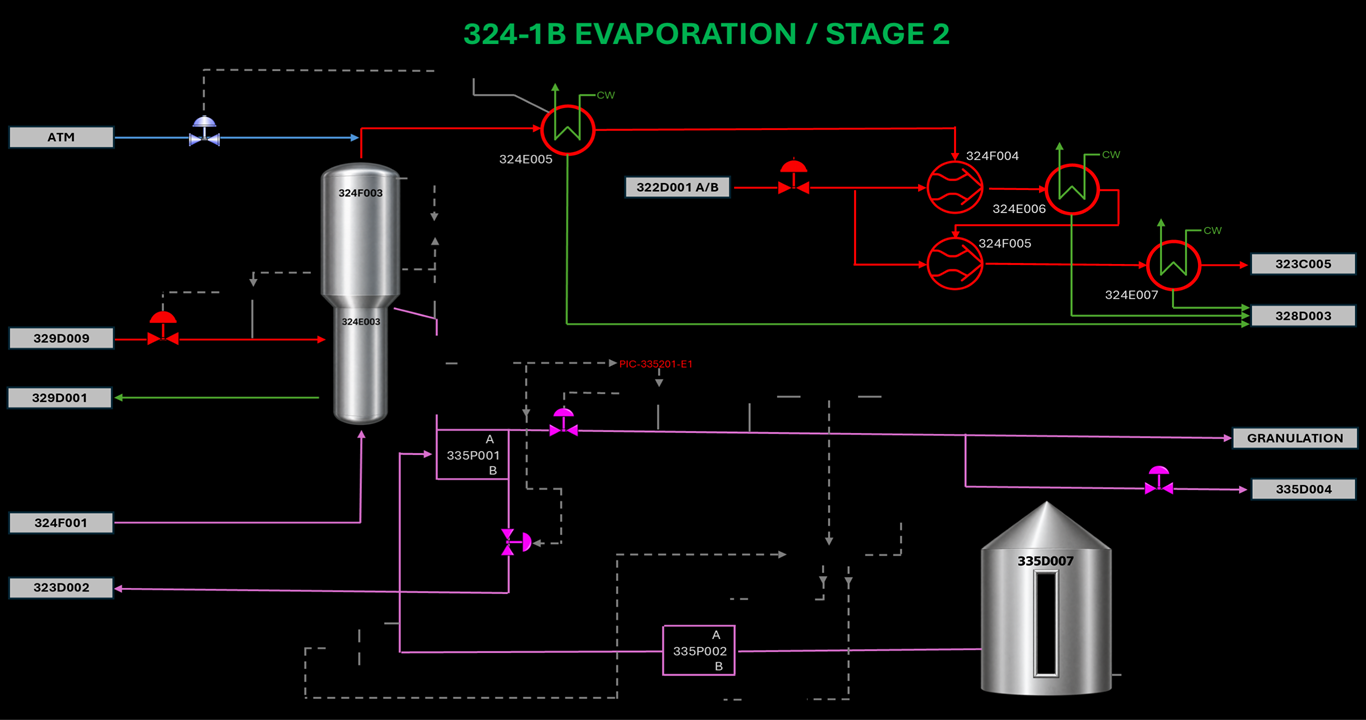 324-1B EVAPORATION / STAGE 2
CW
ATM
324E005
324F004
CW
322D001 A/B
324F003
324E006
CW
324F005
323C005
324E007
328D003
324E003
329D009
PIC-335201-E1
329D001
A
335P001
B
GRANULATION
335D004
324F001
335D007
323D002
A
335P002
B